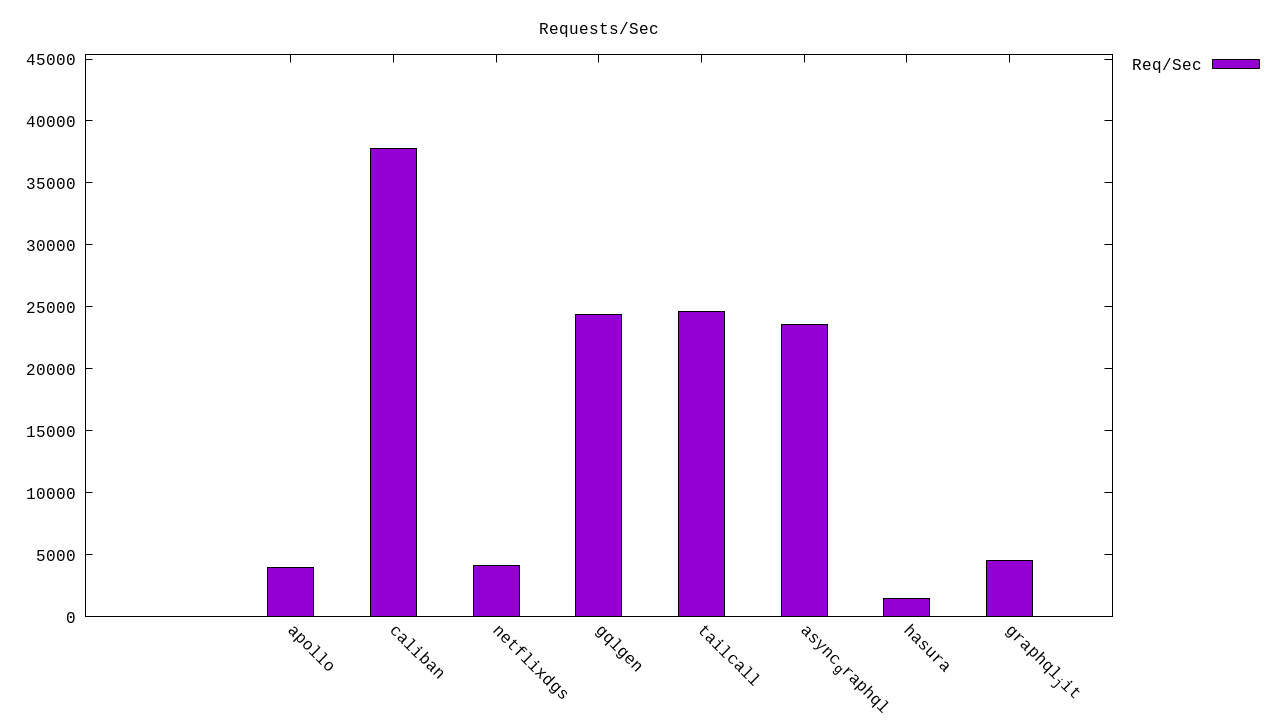 Requests/Sec
Req/Sec
45000
40000
35000
30000
25000
20000
15000
10000
5000
0
apollo
caliban
netflixdgs
gqlgen
tailcall
async_graphql
hasura
graphql_jit